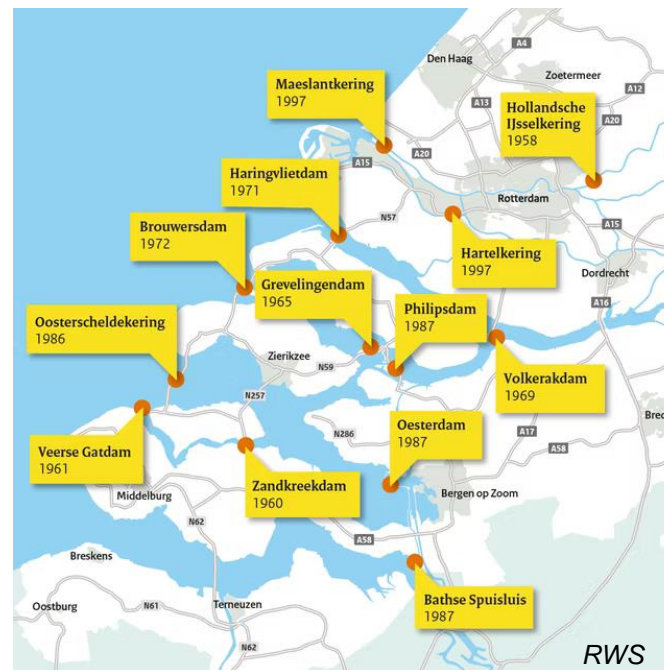 Den Haag
A4
Zoetermeer
A12
A13
A20
Maeslantkering
1997
Hollandsche
IJsselkering
1958
A15
A20
Haringvlietdam
1971
Rotterdam
N57
A15
Brouwersdam
1972
Hartelkering
1997
Dordrecht
Grevelingendam
1965
Philipsdam
1987
A16
Oosterscheldekering
1986
Zierikzee
N59
Volkerakdam
1969
N257
Oesterdam
1987
Bred
N286
A17
A58
Veerse Gatdam
1961
Zandkreekdam
1960
Middelburg
Bergen op Zoom
N62
A58
Breskens
Bathse Spuisluis
1987
Oostburg
N61
Terneuzen
N62
RWS